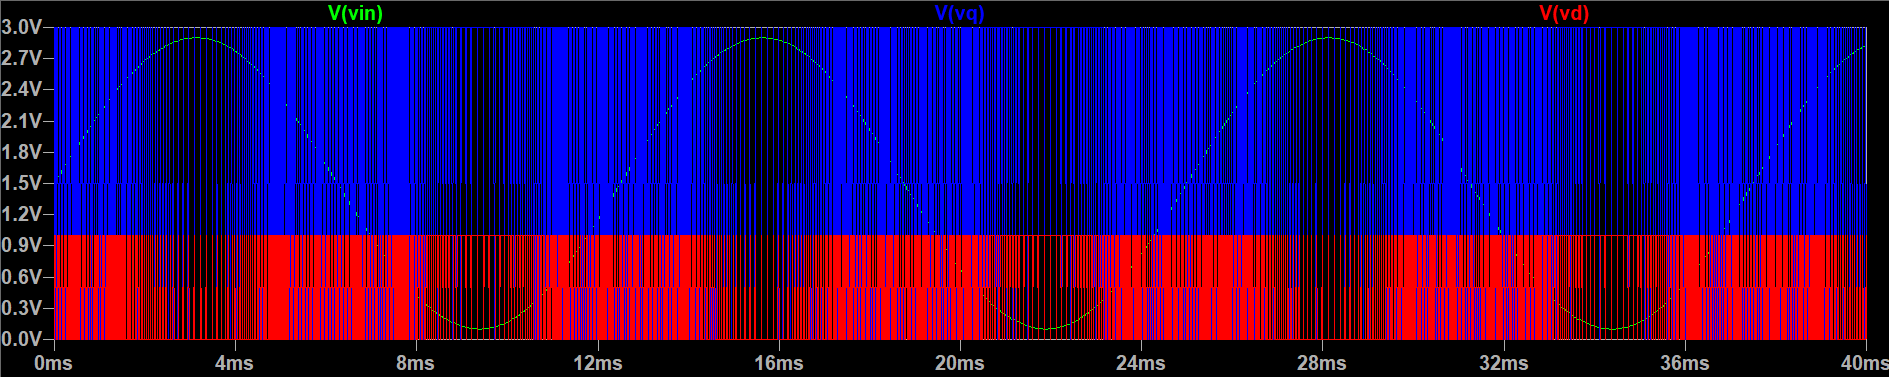 V(vin) V(vq) V(vd)
3.0V
2.7V
2.4V
2.1V
1.8V
1.5V
1.2V
0.9V
0.6V
0.3V
0.0V
0ms 4ms 8ms 12ms 16ms 20ms 24ms 28ms 32ms 36ms 40ms